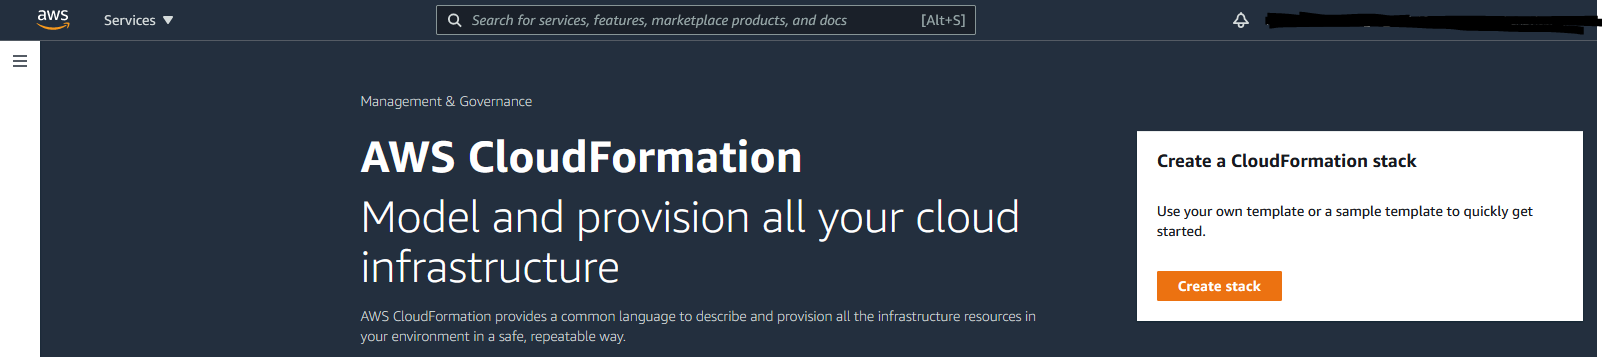 aws
Services ▼
Search for services, features, marketplace products, and docs
[Alt+S]
Management & Governance
AWS CloudFormation
Model and provision all your cloud
infrastructure
AWS CloudFormation provides a common language to describe and provision all the infrastructure resources in
your environment in a safe, repeatable way.
Create a CloudFormation stack
Use your own template or a sample template to quickly get
started.
Create stack